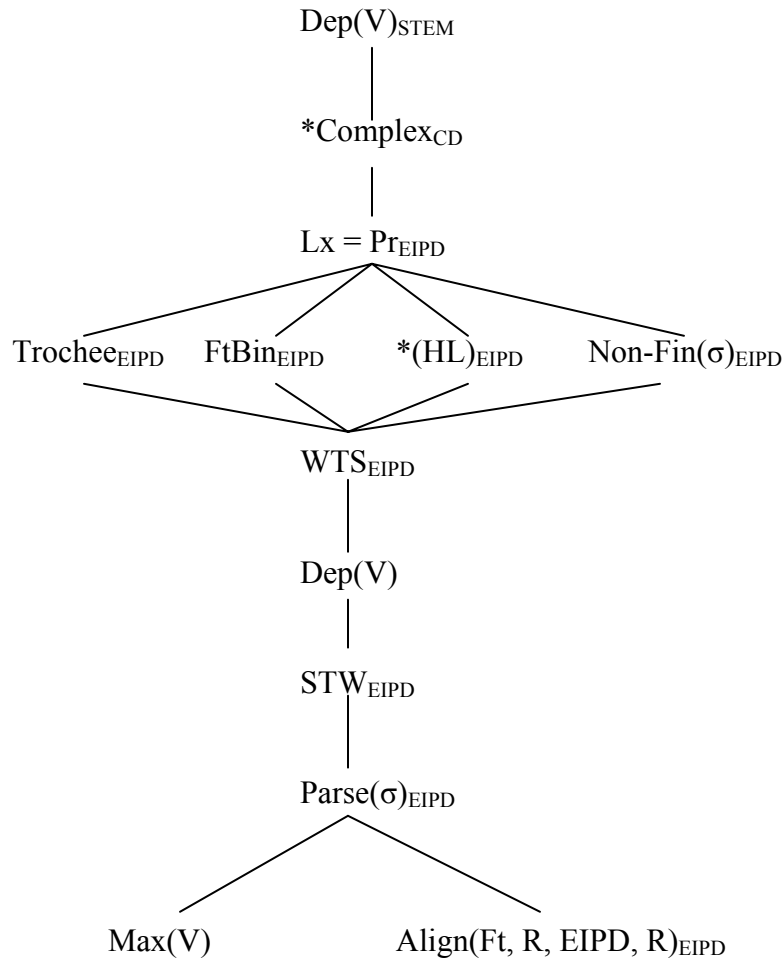 Dep(V)STEM
*ComplexCD
Lx = PrEIPD
TrocheeEIPD FtBinEIPD *(HL)EIPD Non-Fin(σ)EIPD
WTSEIPD
Dep(V)
STWEIPD
Parse(σ)EIPD
Max(V) Align(Ft, R, EIPD, R)EIPD